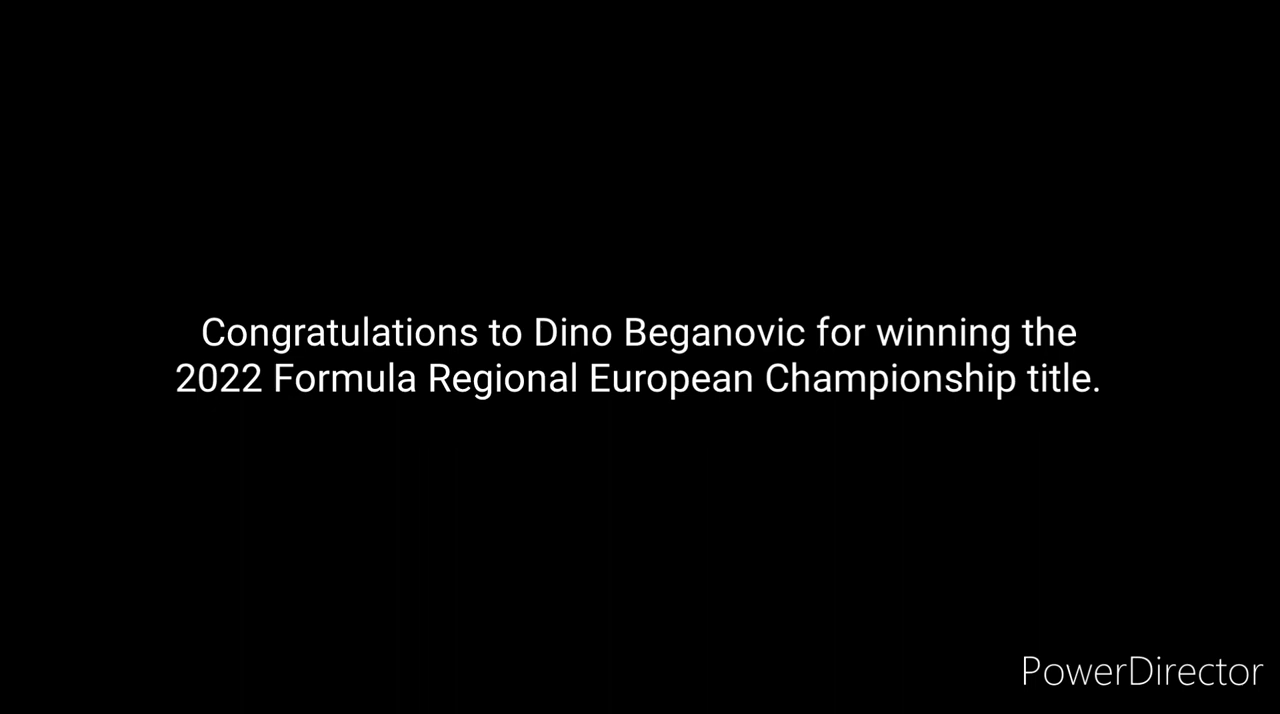 Congratulations to Dino Beganovic for winning the
2022 Formula Regional European Championship title.
PowerDirector